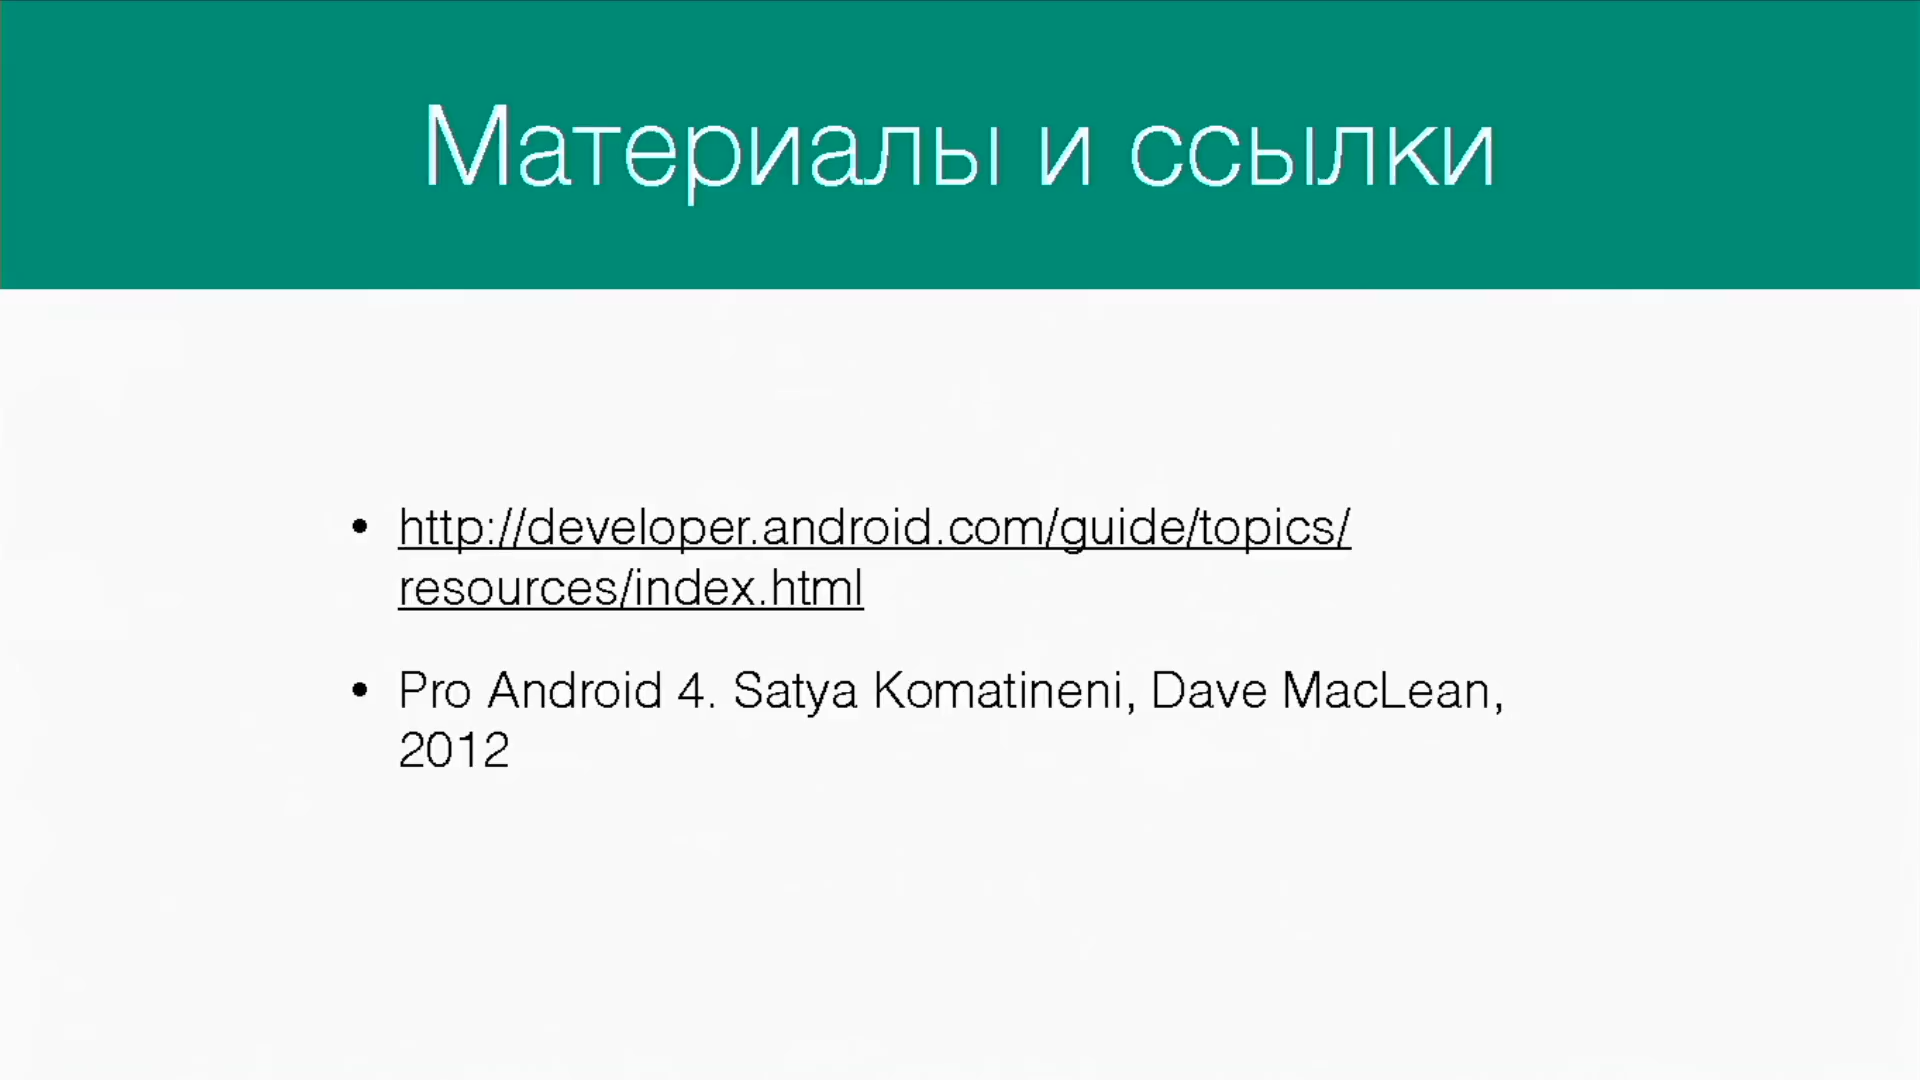 Материалы и ссылки
• http://developer.android.com/guide/topics/
resources/index.html
• Pro Android 4. Satya Komatineni, Dave MacLean,
2012